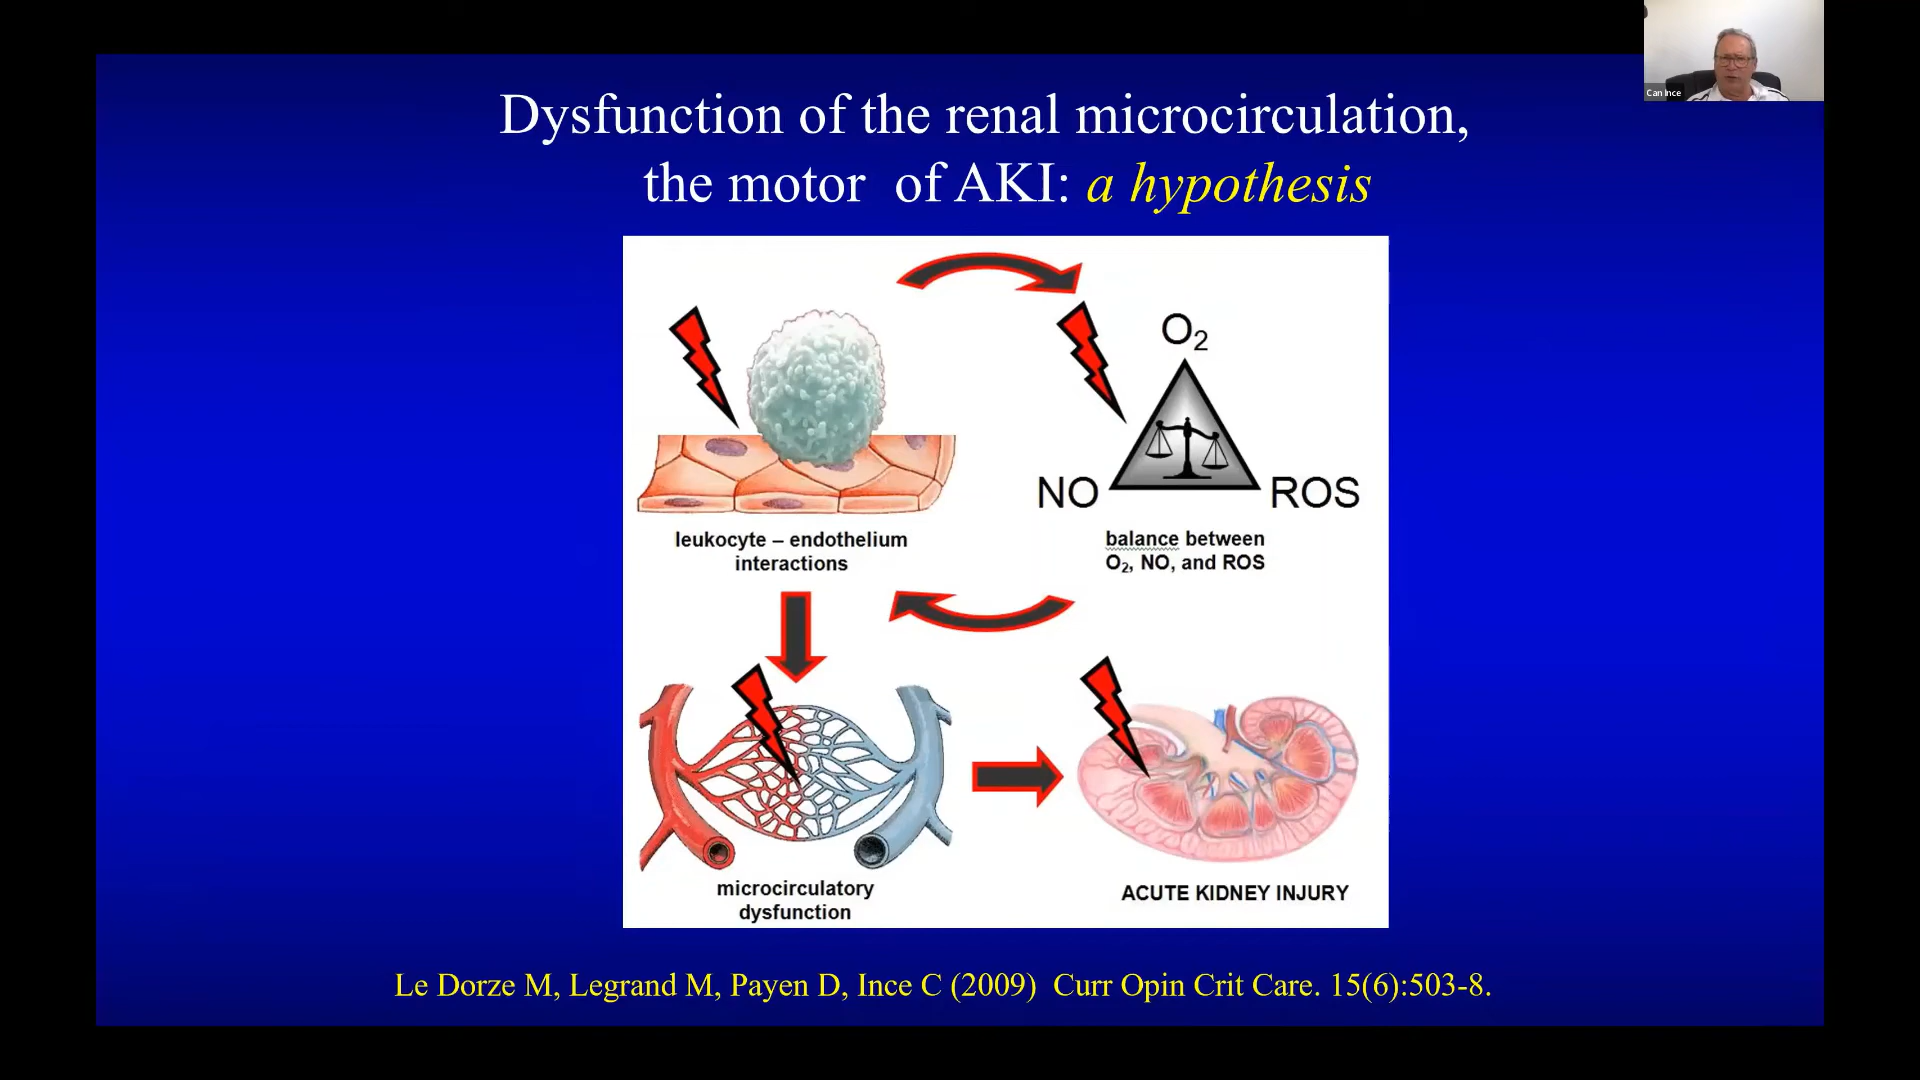 Can Ince
Dysfunction of the renal microcirculation,
the motor of AKI: a hypothesis
O₂
NO
ROS
leukocyte – endothelium
interactions
balance between
O₂, NO, and ROS
microcirculatory
dysfunction
ACUTE KIDNEY INJURY
Le Dorze M, Legrand M, Payen D, Ince C (2009) Curr Opin Crit Care. 15(6):503-8.